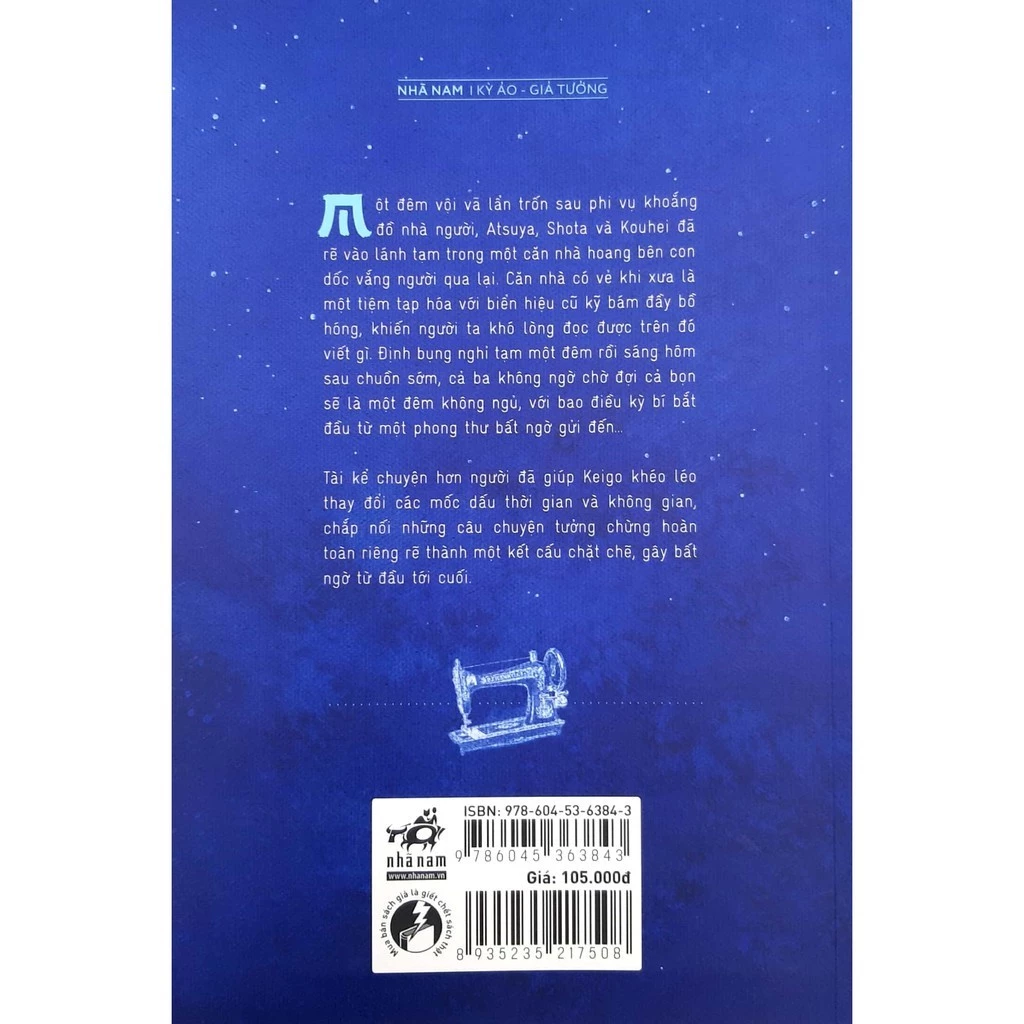 NHÃ NAM | KỲ ẢO - GIẢ TƯỞNG
Một đêm vội vã lẩn trốn sau phi vụ khoắng
đồ nhà người, Atsuya, Shota và Kouhei đã
rẽ vào lánh tạm trong một căn nhà hoang bên con
dốc vắng người qua lại. Căn nhà có vẻ khi xưa là
một tiệm tạp hóa với biển hiệu cũ kỹ bám đầy bồ
hóng, khiến người ta khó lòng đọc được trên đó
viết gì. Định bụng nghỉ tạm một đêm rồi sáng hôm
sau chuồn sớm, cả ba không ngờ chờ đợi cả bọn
sẽ là một đêm không ngủ, với bao điều kỳ bí bắt
đầu từ một phong thư bất ngờ gửi đến...
Tài kể chuyện hơn người đã giúp Keigo khéo léo
thay đổi các mốc dấu thời gian và không gian,
chắp nối những câu chuyện tưởng chừng hoàn
toàn riêng rẽ thành một kết cấu chặt chẽ, gây bất
ngờ từ đầu tới cuối.
ISBN: 978-604-53-6384-3
9 786045 363843
nhã nam
www.nhanam.vn
Giá: 105.000đ
Mua bán sách giả là giết chết sách thật
8 935235 217508